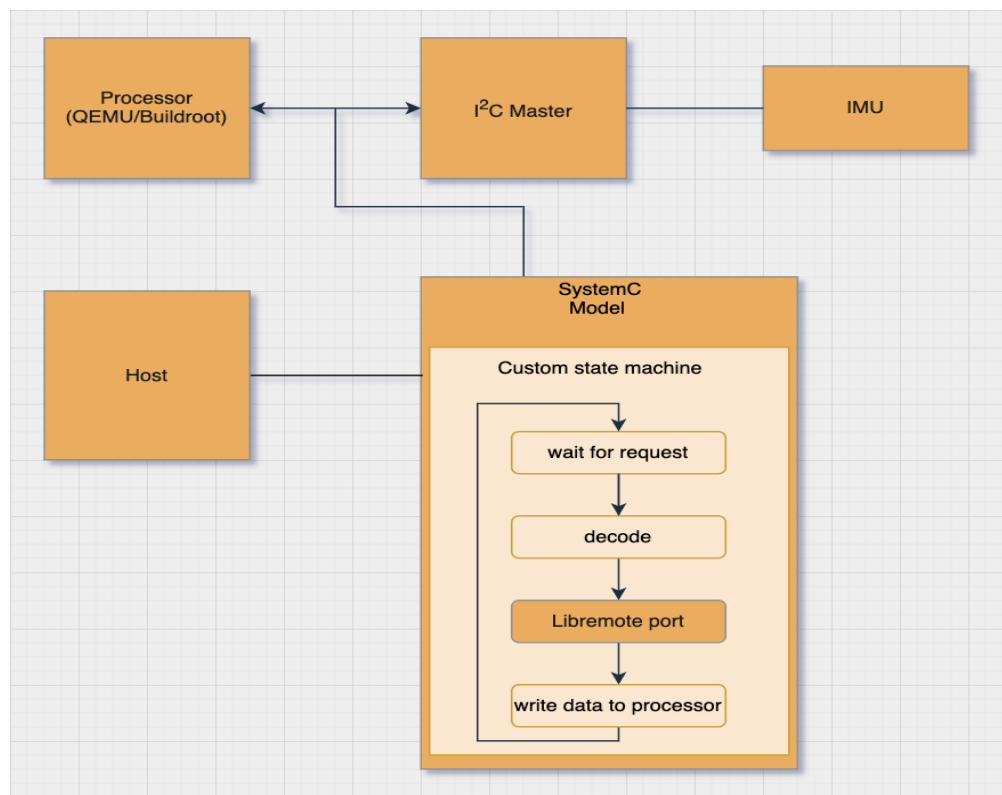 Processor
(QEMU/Buildroot)
I²C Master
IMU
SystemC
Model
Host
Custom state machine
wait for request
decode
Libremote port
write data to processor